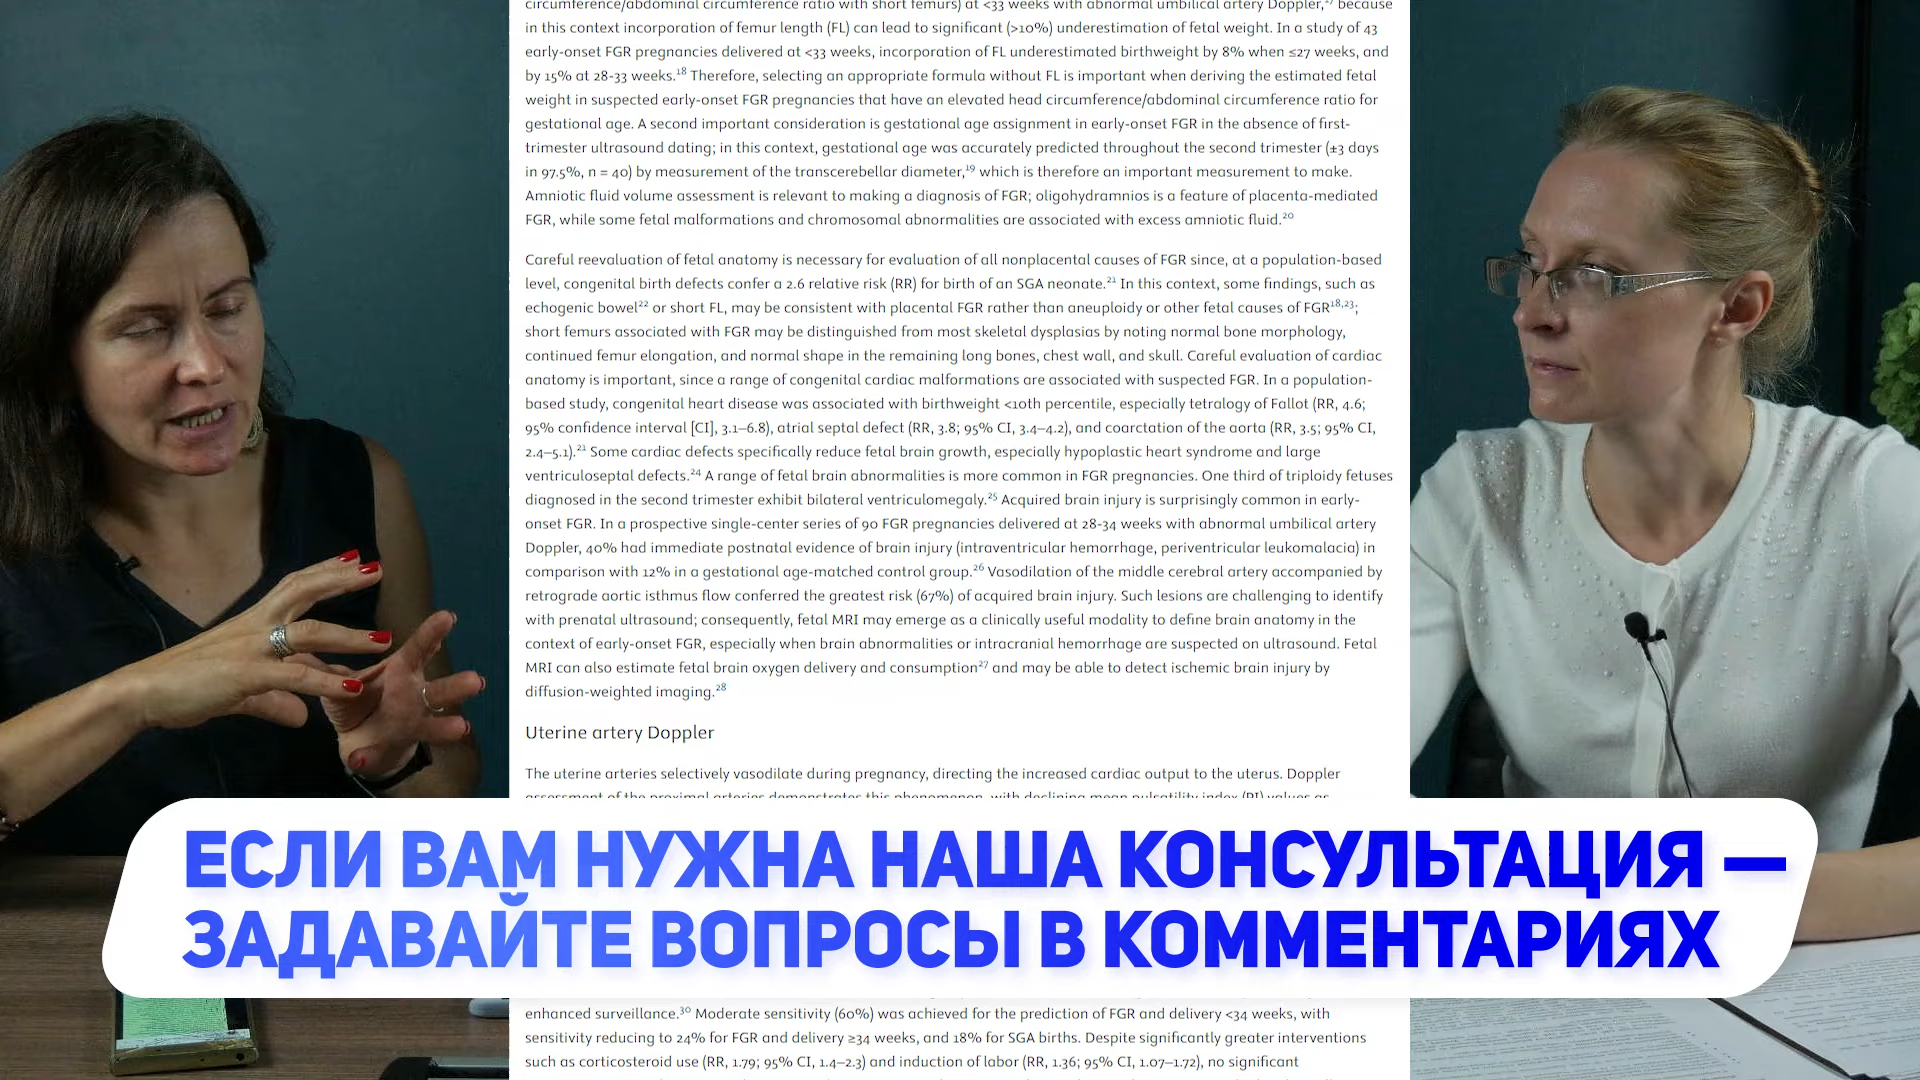 circumference/abdominal circumference ratio with short femurs) at <33 weeks with abnormal umbilical artery Doppler,17 because
in this context incorporation of femur length (FL) can lead to significant (>10%) underestimation of fetal weight. In a study of 43
early-onset FGR pregnancies delivered at <33 weeks, incorporation of FL underestimated birthweight by 8% when ≤27 weeks, and
by 15% at 28-33 weeks.18 Therefore, selecting an appropriate formula without FL is important when deriving the estimated fetal
weight in suspected early-onset FGR pregnancies that have an elevated head circumference/abdominal circumference ratio for
gestational age. A second important consideration is gestational age assignment in early-onset FGR in the absence of first-
trimester ultrasound dating; in this context, gestational age was accurately predicted throughout the second trimester (±3 days
in 97.5%, n = 40) by measurement of the transcerebellar diameter,19 which is therefore an important measurement to make.
Amniotic fluid volume assessment is relevant to making a diagnosis of FGR; oligohydramnios is a feature of placenta-mediated
FGR, while some fetal malformations and chromosomal abnormalities are associated with excess amniotic fluid.20
Careful reevaluation of fetal anatomy is necessary for evaluation of all nonplacental causes of FGR since, at a population-based
level, congenital birth defects confer a 2.6 relative risk (RR) for birth of an SGA neonate.21 In this context, some findings, such as
echogenic bowel22 or short FL, may be consistent with placental FGR rather than aneuploidy or other fetal causes of FGR18,23;
short femurs associated with FGR may be distinguished from most skeletal dysplasias by noting normal bone morphology,
continued femur elongation, and normal shape in the remaining long bones, chest wall, and skull. Careful evaluation of cardiac
anatomy is important, since a range of congenital cardiac malformations are associated with suspected FGR. In a population-
based study, congenital heart disease was associated with birthweight <10th percentile, especially tetralogy of Fallot (RR, 4.6;
95% confidence interval [CI], 3.1–6.8), atrial septal defect (RR, 3.8; 95% CI, 3.4–4.2), and coarctation of the aorta (RR, 3.5; 95% CI,
2.4–5.1).21 Some cardiac defects specifically reduce fetal brain growth, especially hypoplastic heart syndrome and large
ventriculoseptal defects.24 A range of fetal brain abnormalities is more common in FGR pregnancies. One third of triploidy fetuses
diagnosed in the second trimester exhibit bilateral ventriculomegaly.25 Acquired brain injury is surprisingly common in early-
onset FGR. In a prospective single-center series of 90 FGR pregnancies delivered at 28-34 weeks with abnormal umbilical artery
Doppler, 40% had immediate postnatal evidence of brain injury (intraventricular hemorrhage, periventricular leukomalacia) in
comparison with 12% in a gestational age-matched control group.26 Vasodilation of the middle cerebral artery accompanied by
retrograde aortic isthmus flow conferred the greatest risk (67%) of acquired brain injury. Such lesions are challenging to identify
with prenatal ultrasound; consequently, fetal MRI may emerge as a clinically useful modality to define brain anatomy in the
context of early-onset FGR, especially when brain abnormalities or intracranial hemorrhage are suspected on ultrasound. Fetal
MRI can also estimate fetal brain oxygen delivery and consumption27 and may be able to detect ischemic brain injury by
diffusion-weighted imaging.28
Uterine artery Doppler
The uterine arteries selectively vasodilate during pregnancy, directing the increased cardiac output to the uterus. Doppler
assessment of the proximal arteries demonstrates this phenomenon, with declining mean pulsatility index (PI) values as
ЕСЛИ ВАМ НУЖНА НАША КОНСУЛЬТАЦИЯ —
ЗАДАВАЙТЕ ВОПРОСЫ В КОММЕНТАРИЯХ
enhanced surveillance.30 Moderate sensitivity (60%) was achieved for the prediction of FGR and delivery <34 weeks, with
sensitivity reducing to 24% for FGR and delivery ≥34 weeks, and 18% for SGA births. Despite significantly greater interventions
such as corticosteroid use (RR, 1.79; 95% CI, 1.4–2.3) and induction of labor (RR, 1.36; 95% CI, 1.07–1.72), no significant